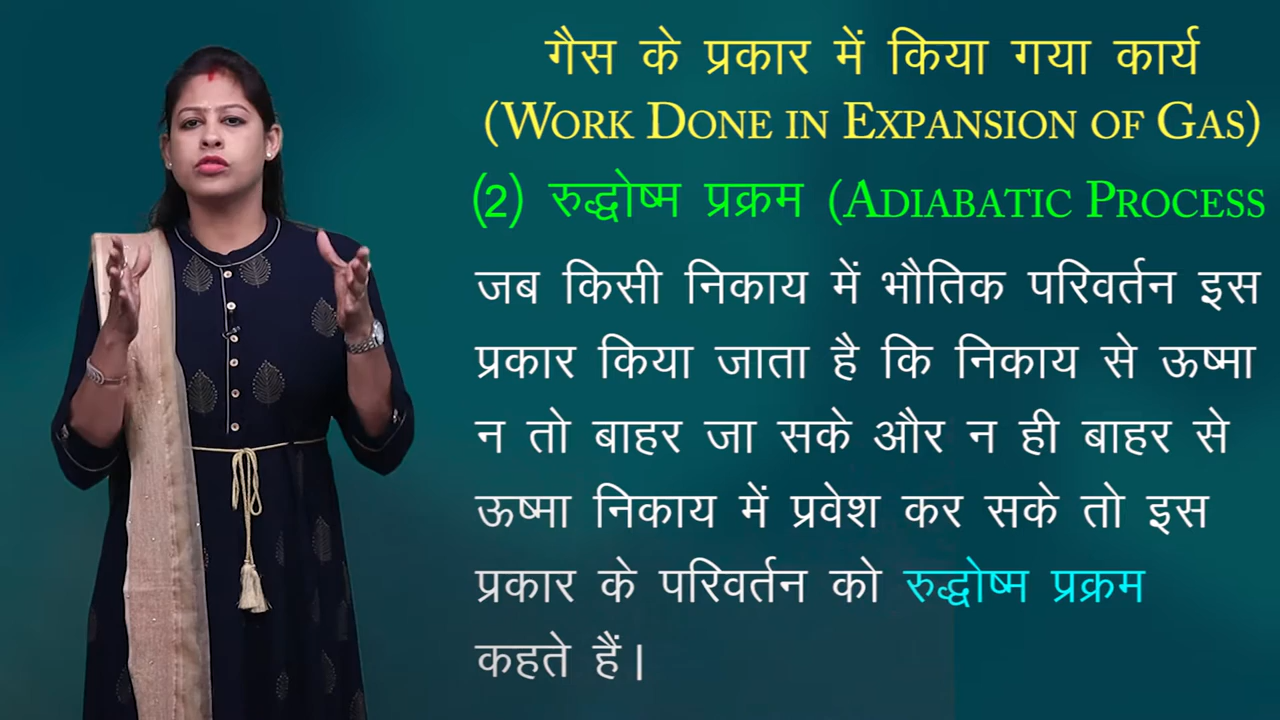 गैस के प्रकार में किया गया कार्य
(WORK DONE IN EXPANSION OF GAS)
(2) रुद्धोष्म प्रक्रम (ADIABATIC PROCESS
जब किसी निकाय में भौतिक परिवर्तन इस
प्रकार किया जाता है कि निकाय से ऊष्मा
न तो बाहर जा सके और न ही बाहर से
ऊष्मा निकाय में प्रवेश कर सके तो इस
प्रकार के परिवर्तन को रुद्धोष्म प्रक्रम
कहते हैं।